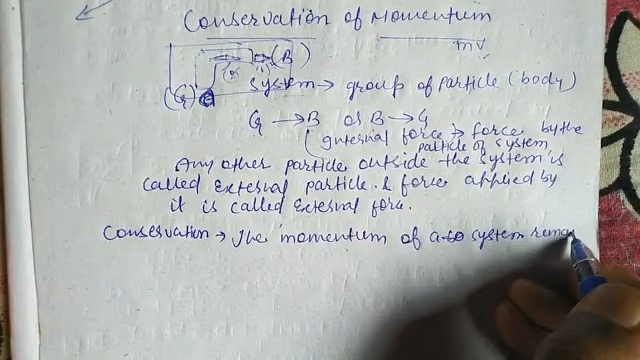 Conservation of Momentum
mv
(B)
(G)
System → group of particle (body)
G → B or B → G
Internal force → force by the
particle of system
Any other particle outside the system is
called External particle & force applied by
it is called External force.
Conservation → The momentum of a system remai